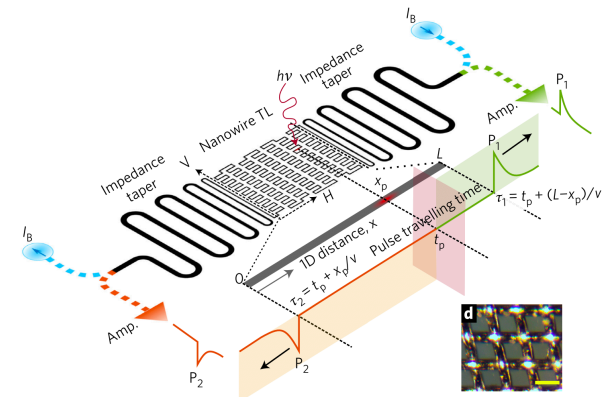 I_B
P_1
Amp.
hν
Impedance taper
Nanowire TL
V
H
Impedance taper
I_B
Amp.
P_2
L
x_p
P_1
τ_1 = t_p + (L–x_p)/v
Pulse travelling time
t_p
1D distance, x
0
τ_2 = t_p + x_p/v
P_2
d